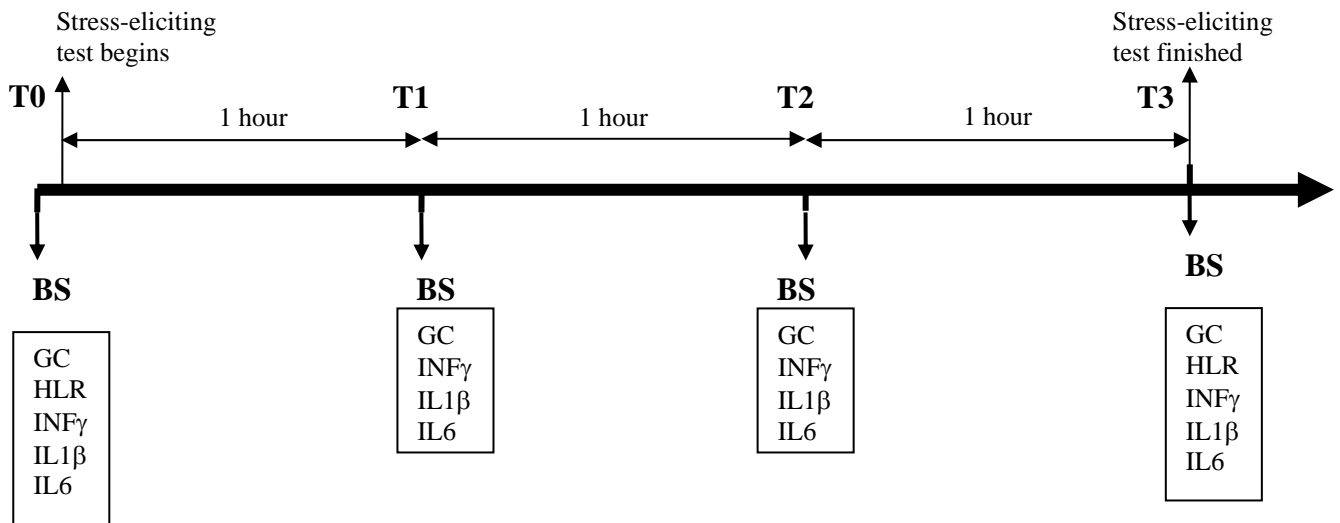 Stress-eliciting
test begins
Stress-eliciting
test finished
T0
T1
T2
T3
1 hour
1 hour
1 hour
BS
BS
BS
BS
GC
HLR
INFγ
IL1β
IL6
GC
INFγ
IL1β
IL6
GC
INFγ
IL1β
IL6
GC
HLR
INFγ
IL1β
IL6